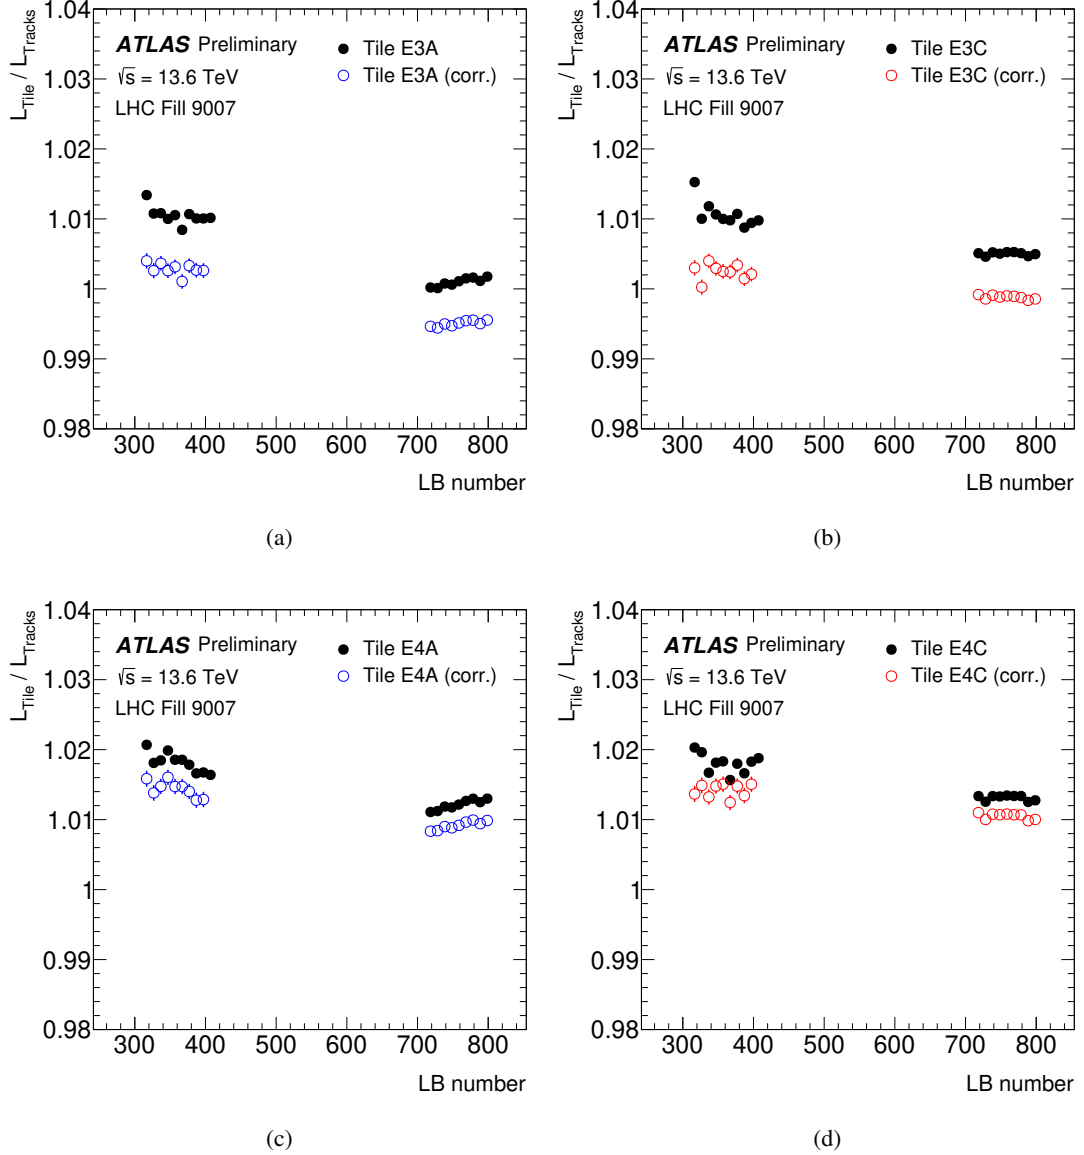 L_Tile / L_Tracks
1.04
1.03
1.02
1.01
1
0.99
0.98
ATLAS Preliminary
√s = 13.6 TeV
LHC Fill 9007
Tile E3A
Tile E3A (corr.)
300 400 500 600 700 800
LB number
(a)
L_Tile / L_Tracks
1.04
1.03
1.02
1.01
1
0.99
0.98
ATLAS Preliminary
√s = 13.6 TeV
LHC Fill 9007
Tile E3C
Tile E3C (corr.)
300 400 500 600 700 800
LB number
(b)
L_Tile / L_Tracks
1.04
1.03
1.02
1.01
1
0.99
0.98
ATLAS Preliminary
√s = 13.6 TeV
LHC Fill 9007
Tile E4A
Tile E4A (corr.)
300 400 500 600 700 800
LB number
(c)
L_Tile / L_Tracks
1.04
1.03
1.02
1.01
1
0.99
0.98
ATLAS Preliminary
√s = 13.6 TeV
LHC Fill 9007
Tile E4C
Tile E4C (corr.)
300 400 500 600 700 800
LB number
(d)